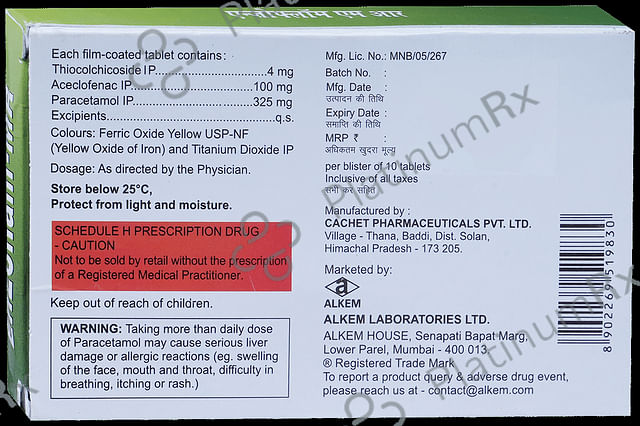 एन्जोफ्लाम एम आर
Each film-coated tablet contains:
Thiocolchicoside IP..............................4 mg
Aceclofenac IP..............................100 mg
Paracetamol IP..............................325 mg
Excipients..............................q.s.
Colours: Ferric Oxide Yellow USP-NF
(Yellow Oxide of Iron) and Titanium Dioxide IP
Dosage: As directed by the Physician.
Store below 25°C,
Protect from light and moisture.
SCHEDULE H PRESCRIPTION DRUG
- CAUTION
Not to be sold by retail without the prescription
of a Registered Medical Practitioner.
Keep out of reach of children.
WARNING: Taking more than daily dose
of Paracetamol may cause serious liver
damage or allergic reactions (eg. swelling
of the face, mouth and throat, difficulty in
breathing, itching or rash.)
Mfg. Lic. No.: MNB/05/267
Batch No. :
Mfg. Date :
उत्पादन की तिथि
Expiry Date :
समाप्ति की तिथि
MRP ₹ :
अधिकतम खुदरा मूल्य
per blister of 10 tablets
Inclusive of all taxes
सभी कर सहित
Manufactured by :
CACHET PHARMACEUTICALS PVT. LTD.
Village - Thana, Baddi, Dist. Solan,
Himachal Pradesh - 173 205.
Marketed by:
a
ALKEM
ALKEM LABORATORIES LTD.
ALKEM HOUSE, Senapati Bapat Marg,
Lower Parel, Mumbai - 400 013.
® Registered Trade Mark
To report a product query & adverse drug event,
please reach us at - contact@alkem.com
8 902269 519830
PlatinumRx
PlatinumRx
PlatinumRx